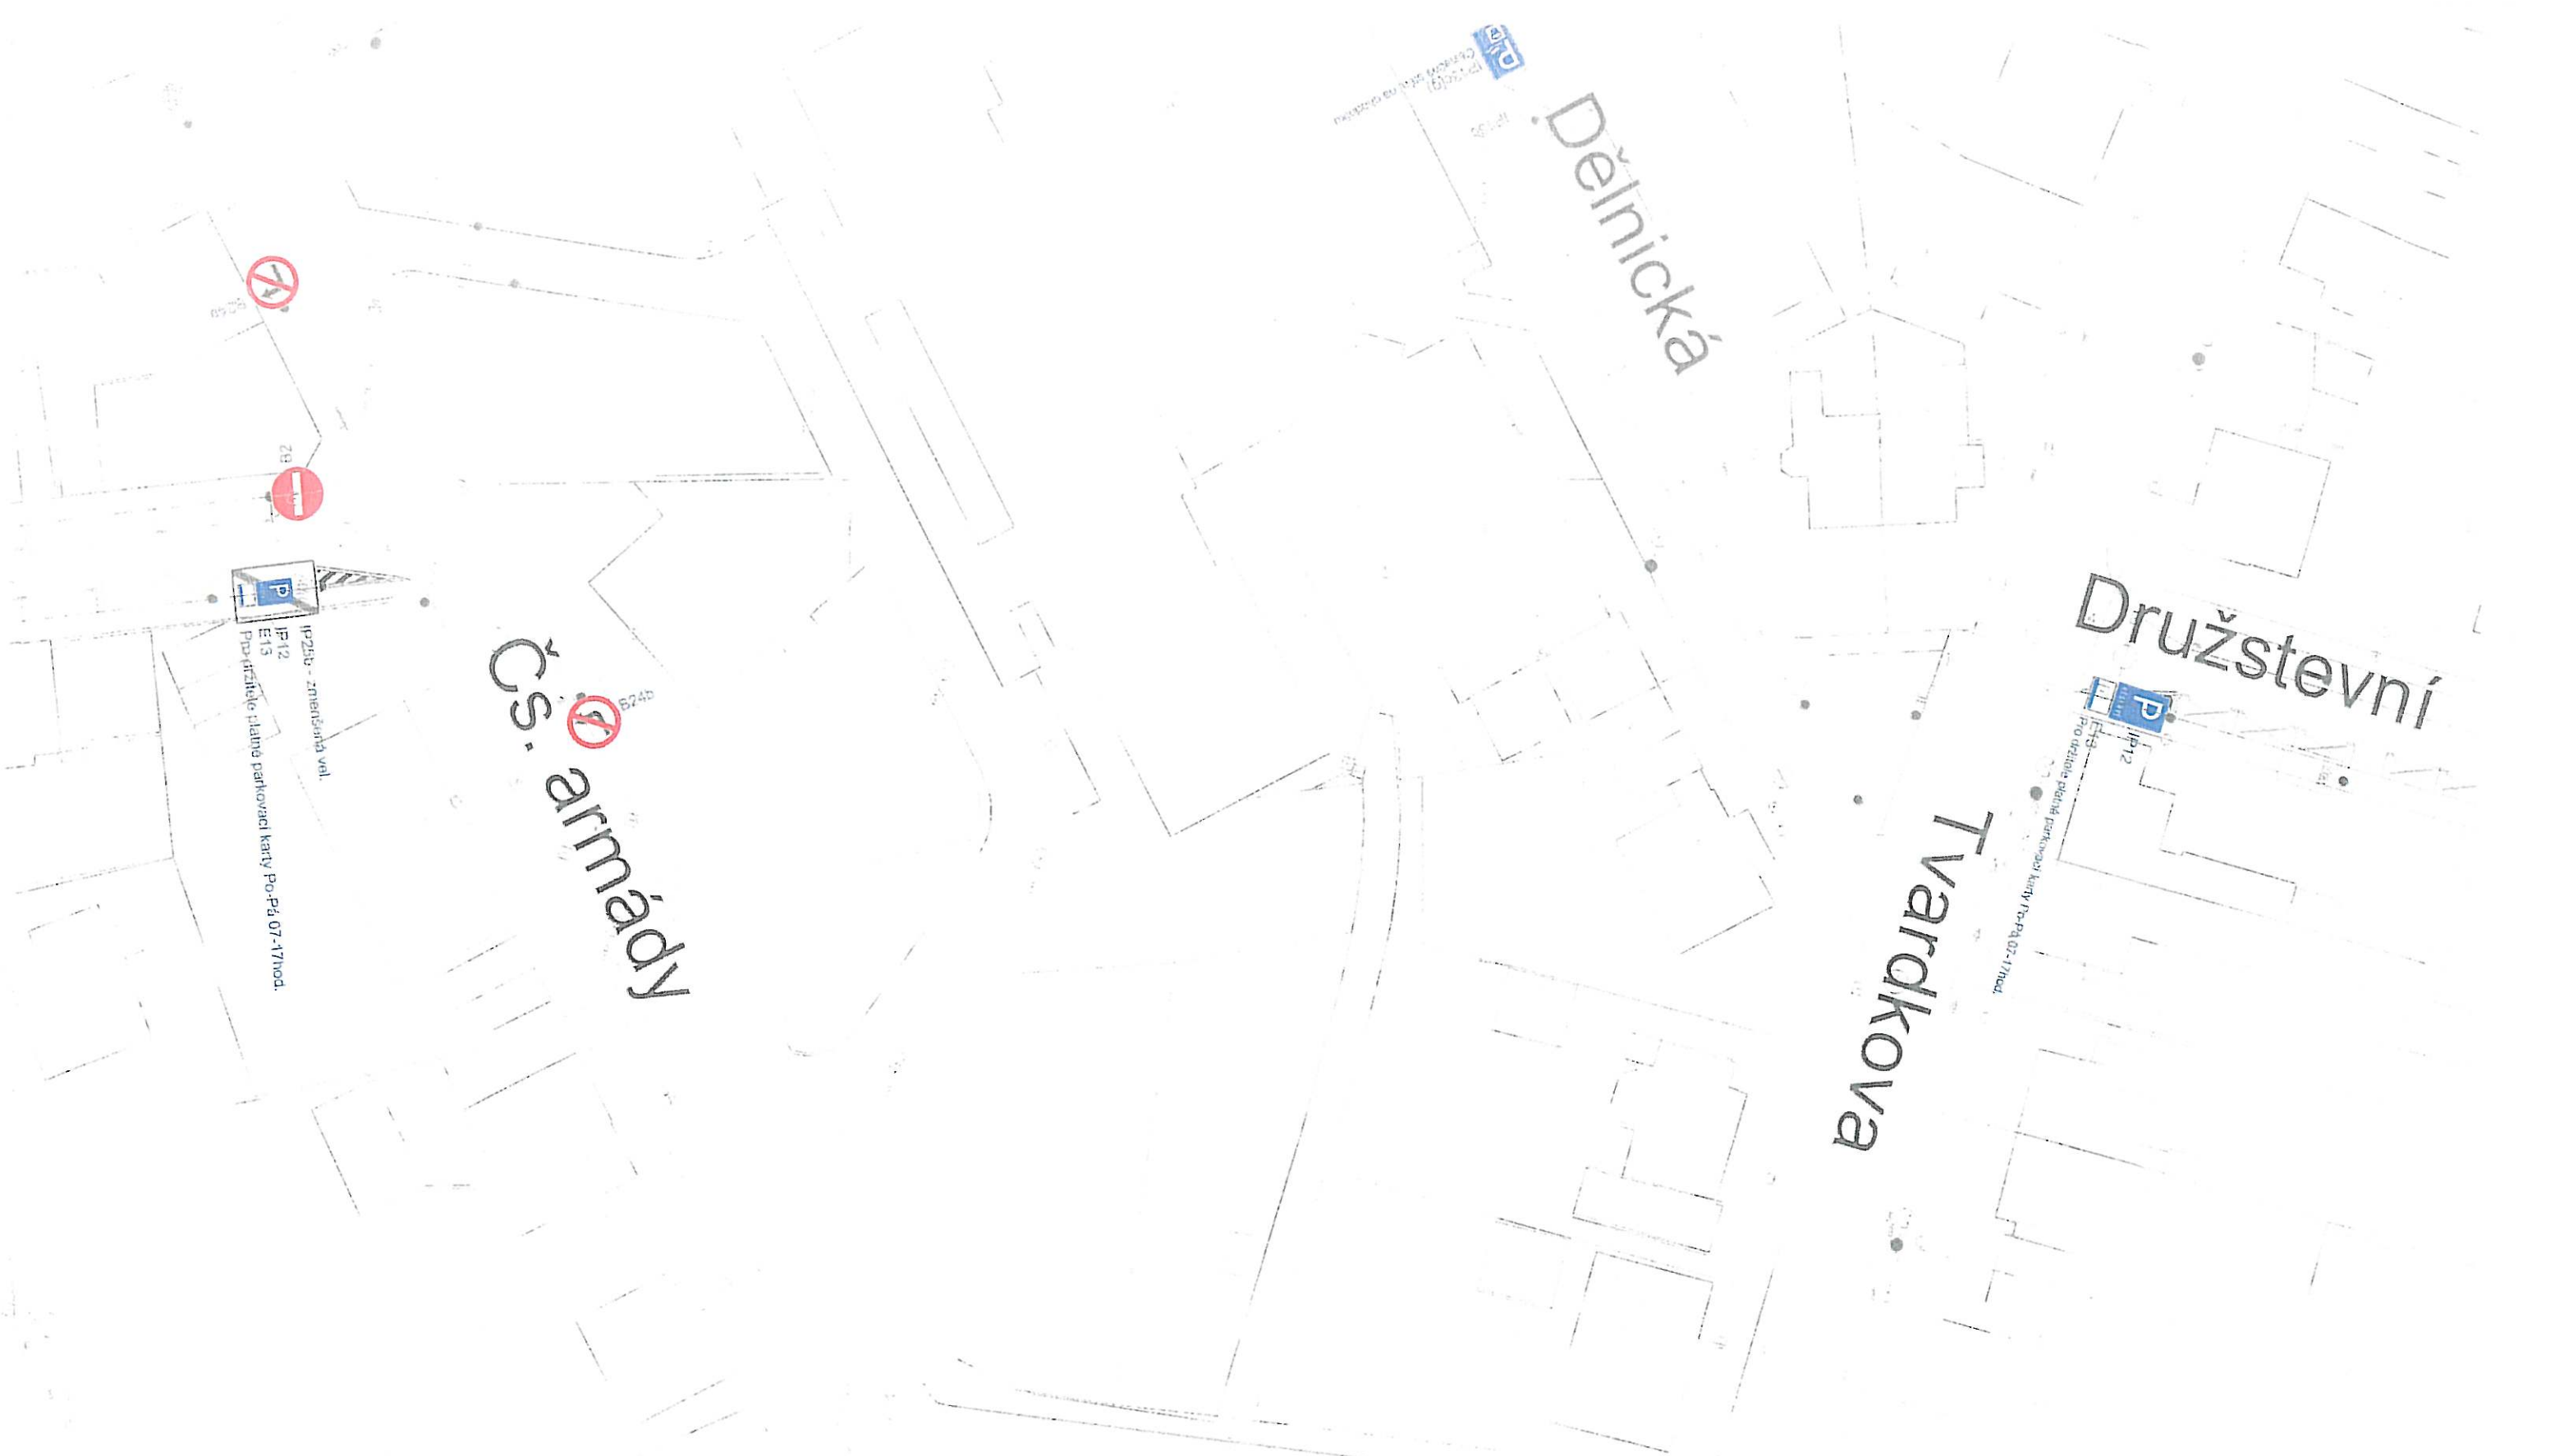 Dělnická
B2
P
IP25b - zmenšená vel.
IP12
E13
Pro držitele platné parkovací karty Po-Pá 07-17hod.
Čs. armády
B24b
Družstevní
P
IP12
E13
Pro držitele platné parkovací karty Po-Pá 07-17hod.
Tvardkova